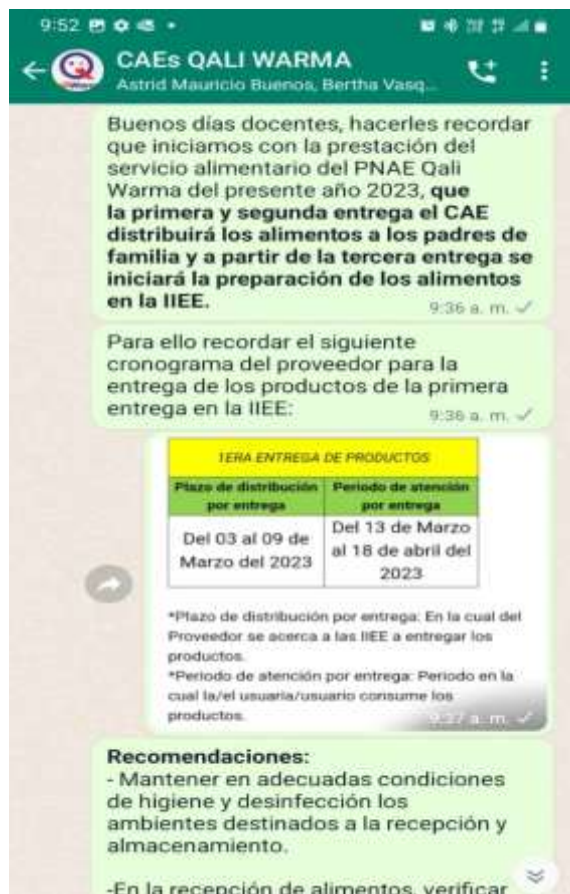 9:52
CAEs QALI WARMA
Astrid Mauricio Buenos, Bertha Vasq...
Buenos días docentes, hacerles recordar
que iniciamos con la prestación del
servicio alimentario del PNAE Qali
Warma del presente año 2023, que
la primera y segunda entrega el CAE
distribuirá los alimentos a los padres de
familia y a partir de la tercera entrega se
iniciará la preparación de los alimentos
en la IIEE.
9:36 a. m.
Para ello recordar el siguiente
cronograma del proveedor para la
entrega de los productos de la primera
entrega en la IIEE:
9:36 a. m.
1ERA ENTREGA DE PRODUCTOS
Plazo de distribución por entrega
Periodo de atención por entrega
Del 03 al 09 de
Marzo del 2023
Del 13 de Marzo
al 18 de abril del
2023
*Plazo de distribución por entrega: En la cual del
Proveedor se acerca a las IIEE a entregar los
productos.
*Periodo de atención por entrega: Periodo en la
cual la/el usuaria/usuario consume los
productos.
9:37 a. m.
Recomendaciones:
- Mantener en adecuadas condiciones
de higiene y desinfección los
ambientes destinados a la recepción y
almacenamiento.
-En la recepción de alimentos, verificar